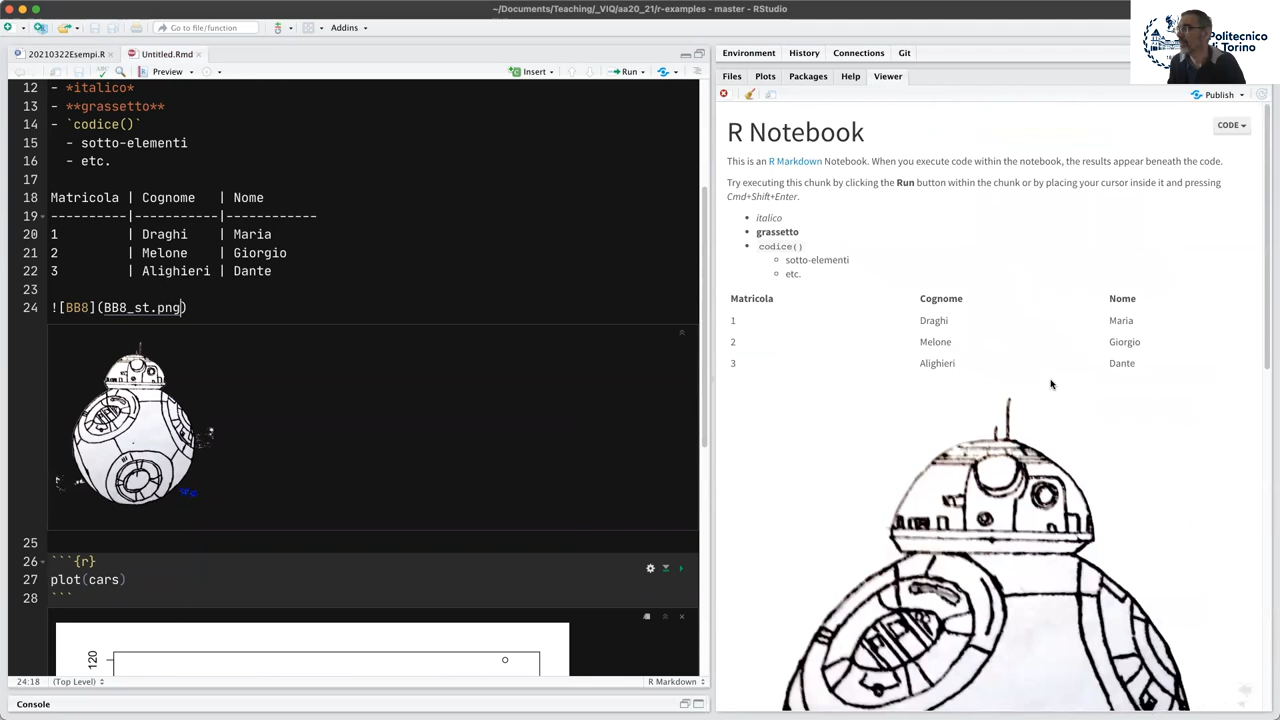 ~/Documents/Teaching/_VIQ/aa20_21/r-examples - master - RStudio
Go to file/function
Addins
20210322Esempi.R
Untitled.Rmd
Preview
Insert
Run
12 - *italico*
13 - **grassetto**
14 - `codice()`
15 - sotto-elementi
16 - etc.
17
18 Matricola | Cognome | Nome
19 ----------|-----------|------------
20 1 | Draghi | Maria
21 2 | Melone | Giorgio
22 3 | Alighieri | Dante
23
24 ![BB8](BB8_st.png)
25
26 ```{r}
27 plot(cars)
28 ```
120
24:18 (Top Level) R Markdown
Console
Environment History Connections Git
Files Plots Packages Help Viewer
Publish
Politecnico
di Torino
R Notebook
CODE
This is an R Markdown Notebook. When you execute code within the notebook, the results appear beneath the code.
Try executing this chunk by clicking the Run button within the chunk or by placing your cursor inside it and pressing
Cmd+Shift+Enter.
• italico
• grassetto
• codice()
○ sotto-elementi
○ etc.
Matricola Cognome Nome
1 Draghi Maria
2 Melone Giorgio
3 Alighieri Dante